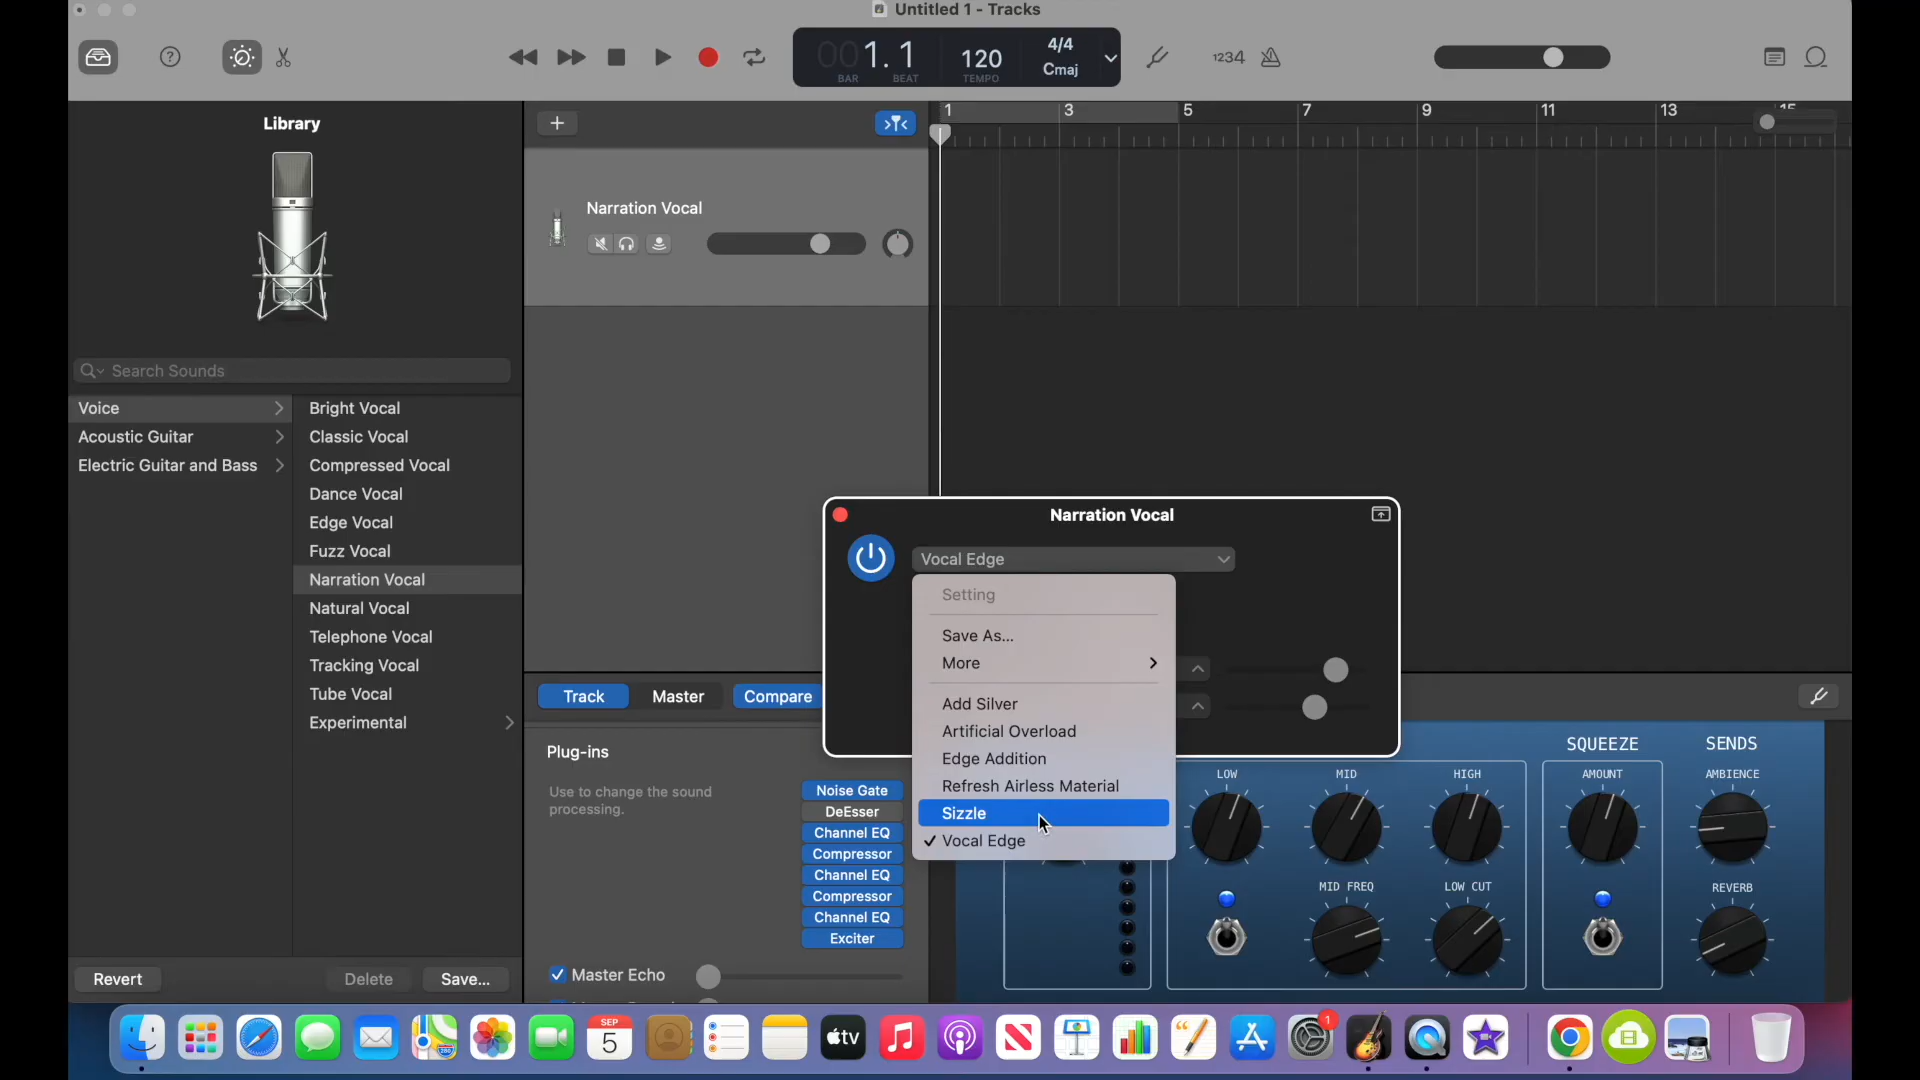 Untitled 1 - Tracks
001.1
BAR
BEAT
120
TEMPO
4/4
Cmaj
1234
Library
1
3
5
7
9
11
13
15
Narration Vocal
Search Sounds
Voice
Acoustic Guitar
Electric Guitar and Bass
Bright Vocal
Classic Vocal
Compressed Vocal
Dance Vocal
Edge Vocal
Fuzz Vocal
Narration Vocal
Natural Vocal
Telephone Vocal
Tracking Vocal
Tube Vocal
Experimental
Narration Vocal
Vocal Edge
Setting
Save As...
More
Add Silver
Artificial Overload
Edge Addition
Refresh Airless Material
Sizzle
✓ Vocal Edge
Track
Master
Compare
Plug-ins
Use to change the sound
processing.
Noise Gate
DeEsser
Channel EQ
Compressor
Channel EQ
Compressor
Channel EQ
Exciter
Master Echo
SQUEEZE
SENDS
LOW
MID
HIGH
AMOUNT
AMBIENCE
MID FREQ
LOW CUT
REVERB
Revert
Delete
Save...
SEP
5
280
tv
1